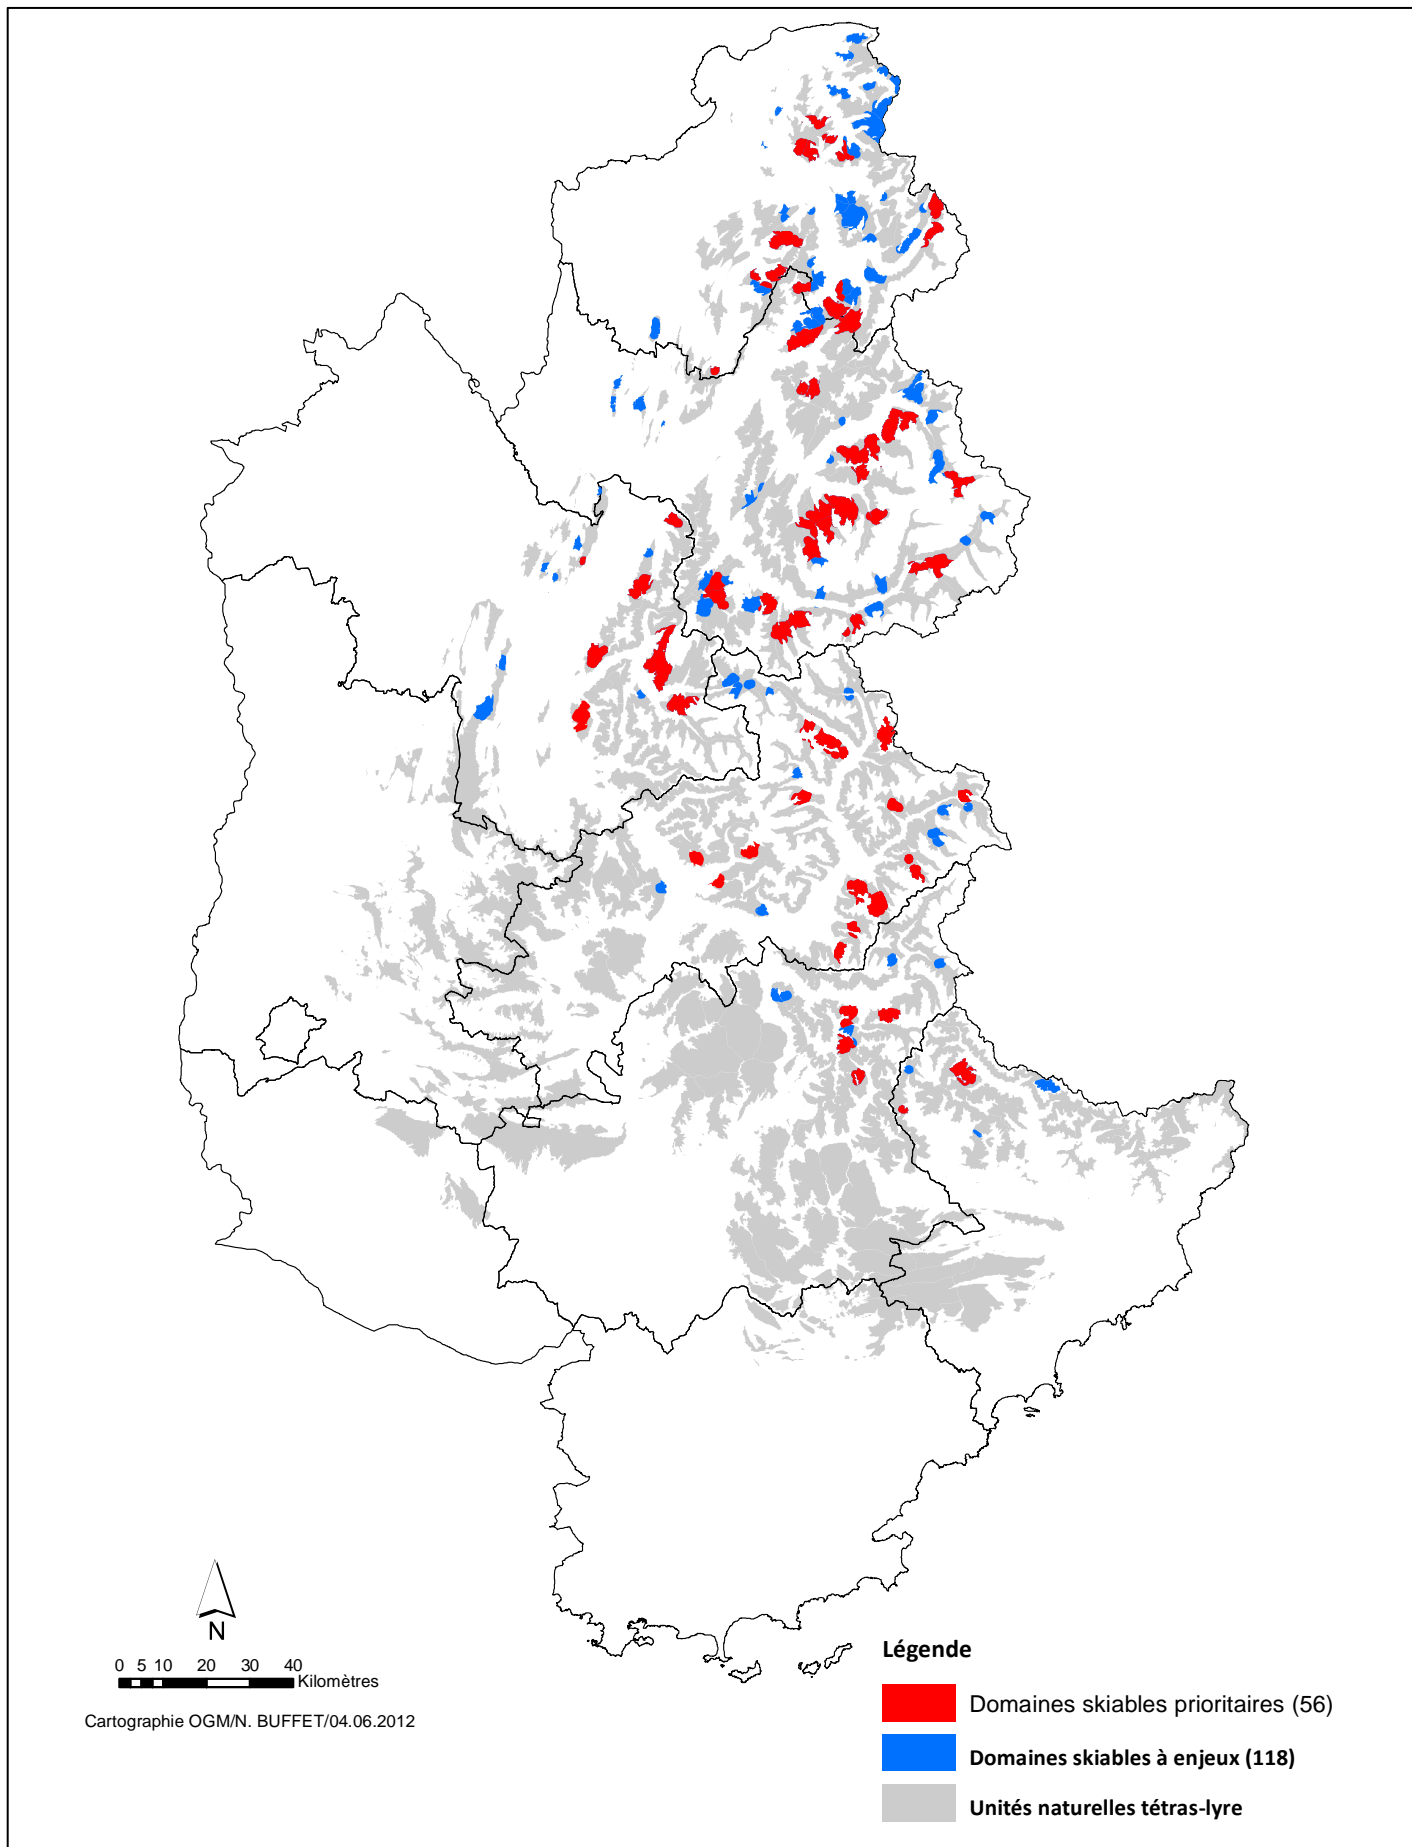 N
0 5 10 20 30 40
Kilomètres
Cartographie OGM/N. BUFFET/04.06.2012
Légende
Domaines skiables prioritaires (56)
Domaines skiables à enjeux (118)
Unités naturelles tétras-lyre